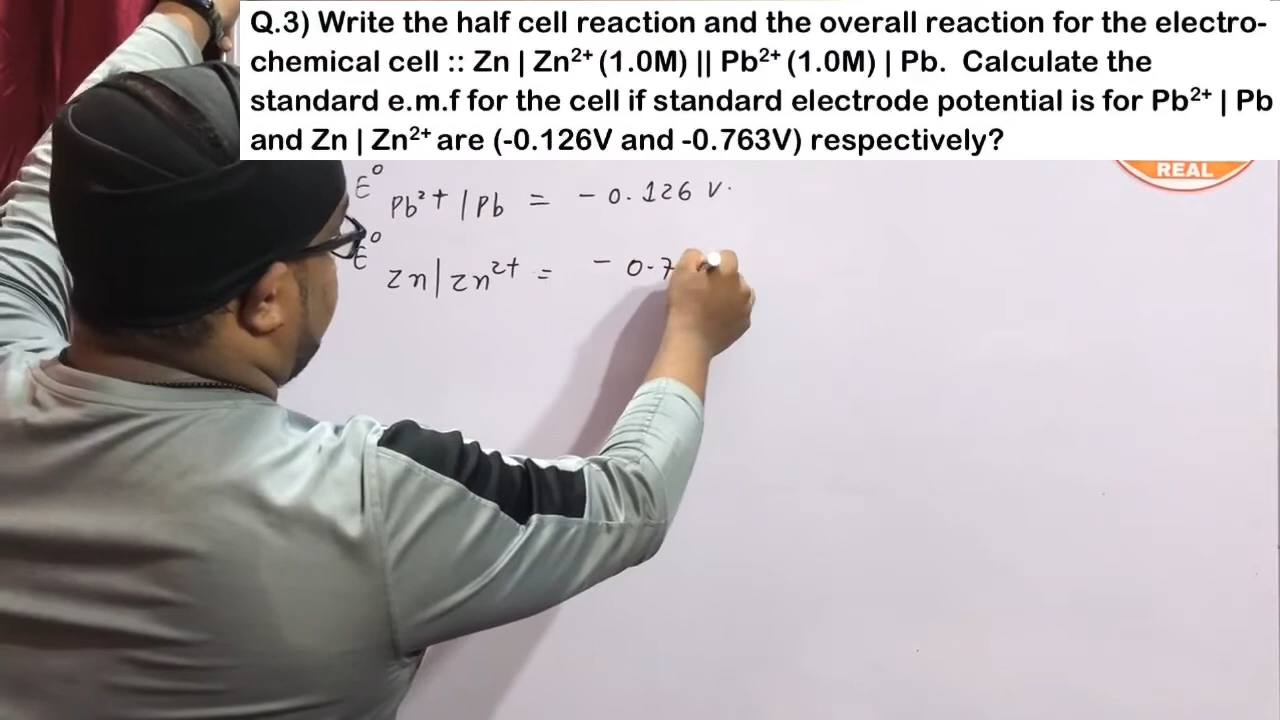 Q.3) Write the half cell reaction and the overall reaction for the electro-
chemical cell :: Zn | Zn²⁺ (1.0M) || Pb²⁺ (1.0M) | Pb. Calculate the
standard e.m.f for the cell if standard electrode potential is for Pb²⁺ | Pb
and Zn | Zn²⁺ are (-0.126V and -0.763V) respectively?
REAL
E° Pb²⁺ | Pb = - 0.126 V.
E° Zn | Zn²⁺ = - 0.7